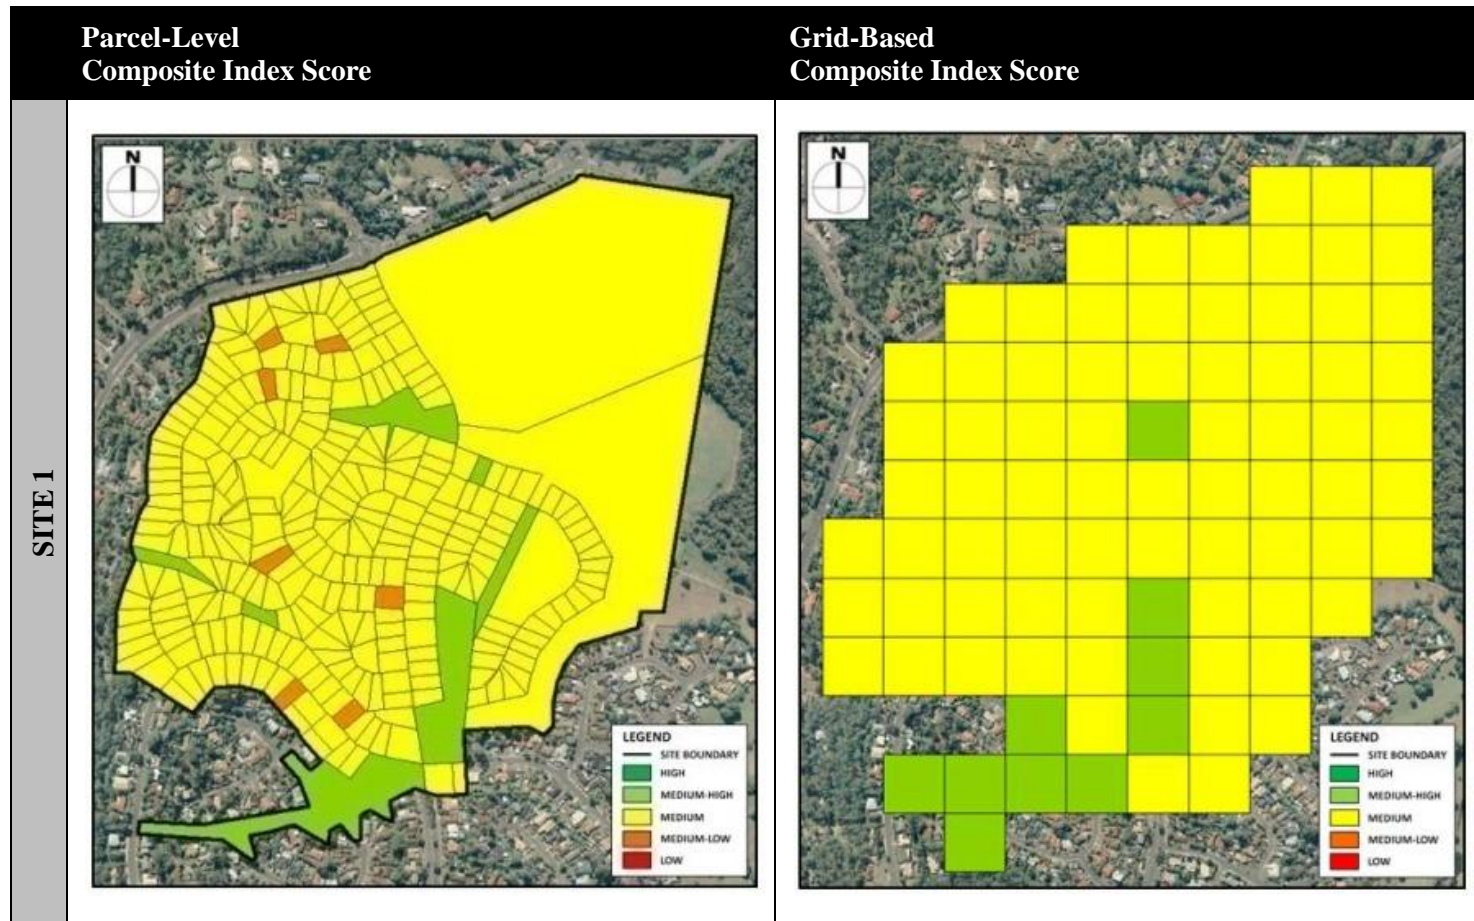 Parcel-Level
Composite Index Score
Grid-Based
Composite Index Score
SITE 1
N
LEGEND
SITE BOUNDARY
HIGH
MEDIUM-HIGH
MEDIUM
MEDIUM-LOW
LOW
N
LEGEND
SITE BOUNDARY
HIGH
MEDIUM-HIGH
MEDIUM
MEDIUM-LOW
LOW